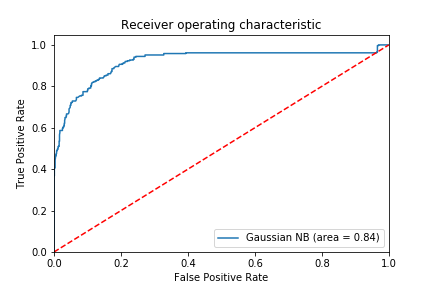 Receiver operating characteristic
True Positive Rate
1.0
0.8
0.6
0.4
0.2
0.0
Gaussian NB (area = 0.84)
0.0 0.2 0.4 0.6 0.8 1.0
False Positive Rate